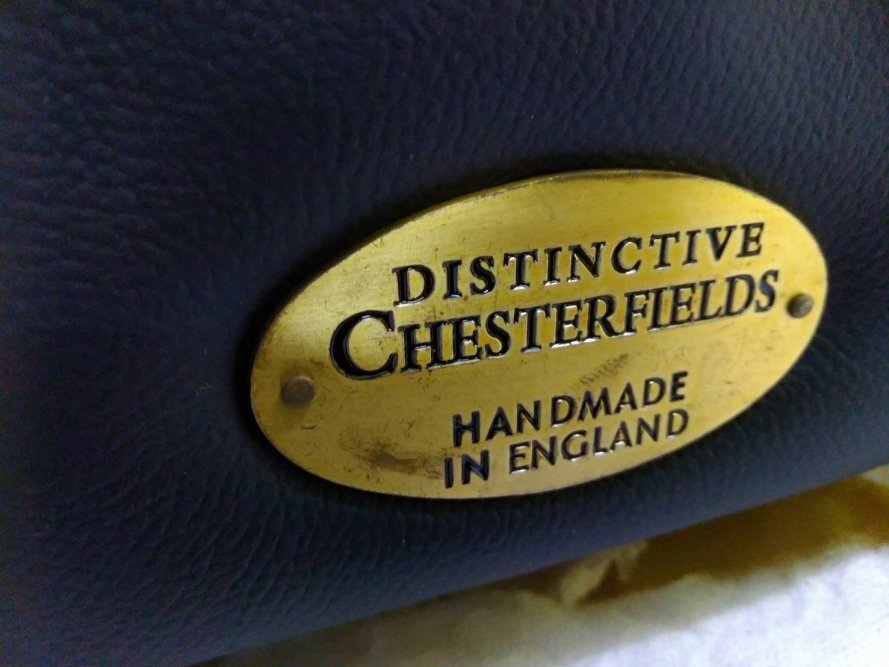 DISTINCTIVE
CHESTERFIELDS
HANDMADE
IN ENGLAND